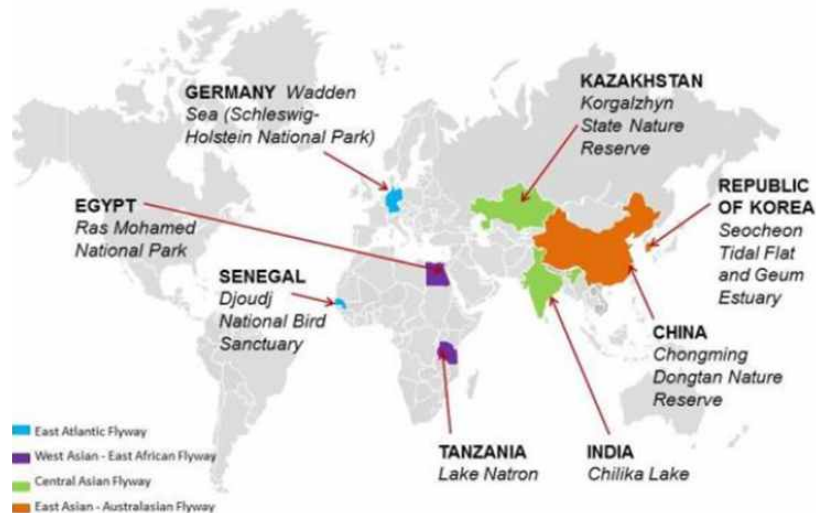 GERMANY Wadden
Sea (Schleswig-
Holstein National Park)
KAZAKHSTAN
Korgalzhyn
State Nature
Reserve
EGYPT
Ras Mohamed
National Park
REPUBLIC
OF KOREA
Seocheon
Tidal Flat
and Geum
Estuary
SENEGAL
Djoudj
National Bird
Sanctuary
CHINA
Chongming
Dongtan Nature
Reserve
TANZANIA
Lake Natron
INDIA
Chilika Lake
East Atlantic Flyway
West Asian - East African Flyway
Central Asian Flyway
East Asian - Australasian Flyway